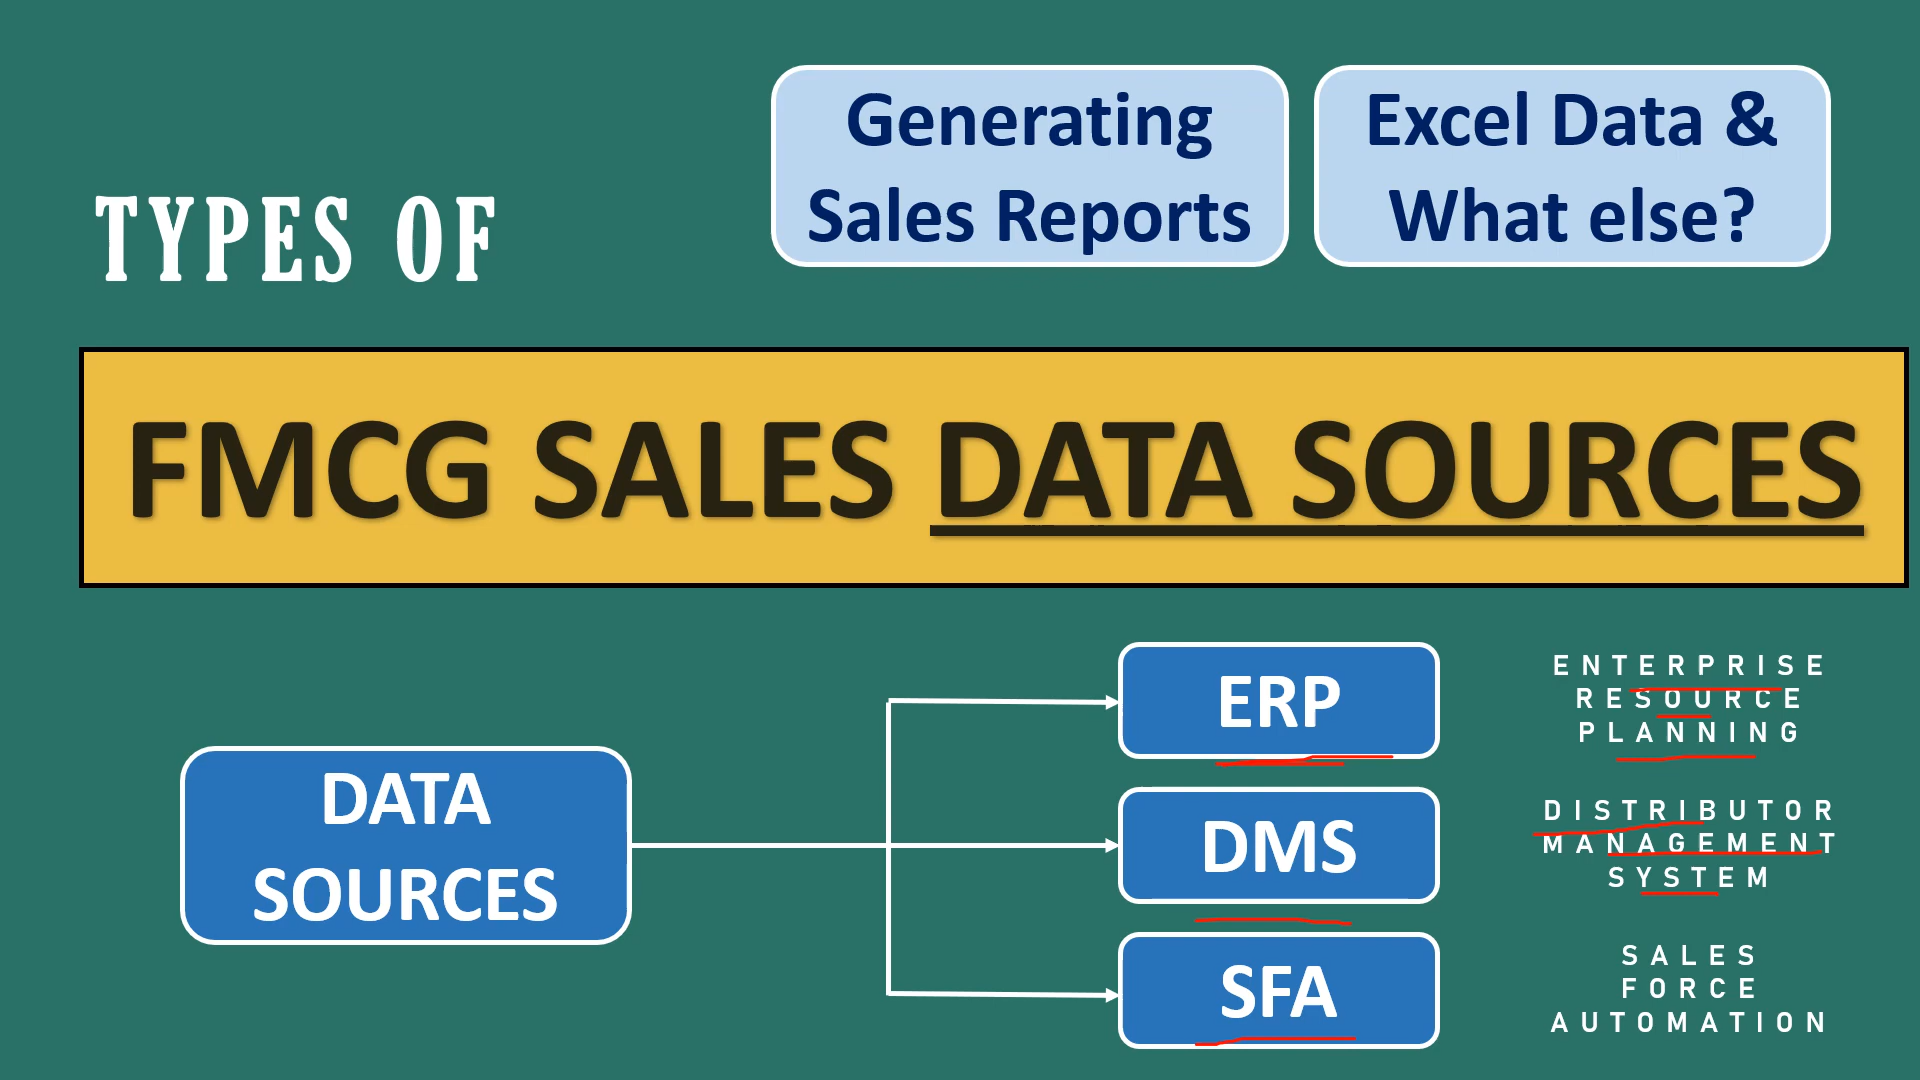 Generating
Sales Reports
Excel Data &
What else?
TYPES OF
FMCG SALES DATA SOURCES
DATA
SOURCES
ERP
ENTERPRISE
RESOURCE
PLANNING
DMS
DISTRIBUTOR
MANAGEMENT
SYSTEM
SFA
SALES
FORCE
AUTOMATION